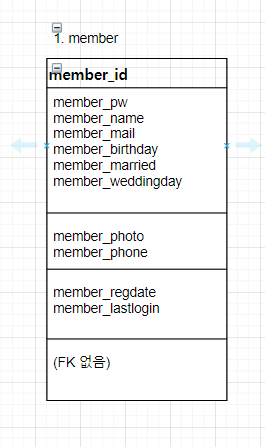 1. member
member_id
member_pw
member_name
member_mail
member_birthday
member_married
member_weddingday
member_photo
member_phone
member_regdate
member_lastlogin
(FK 없음)